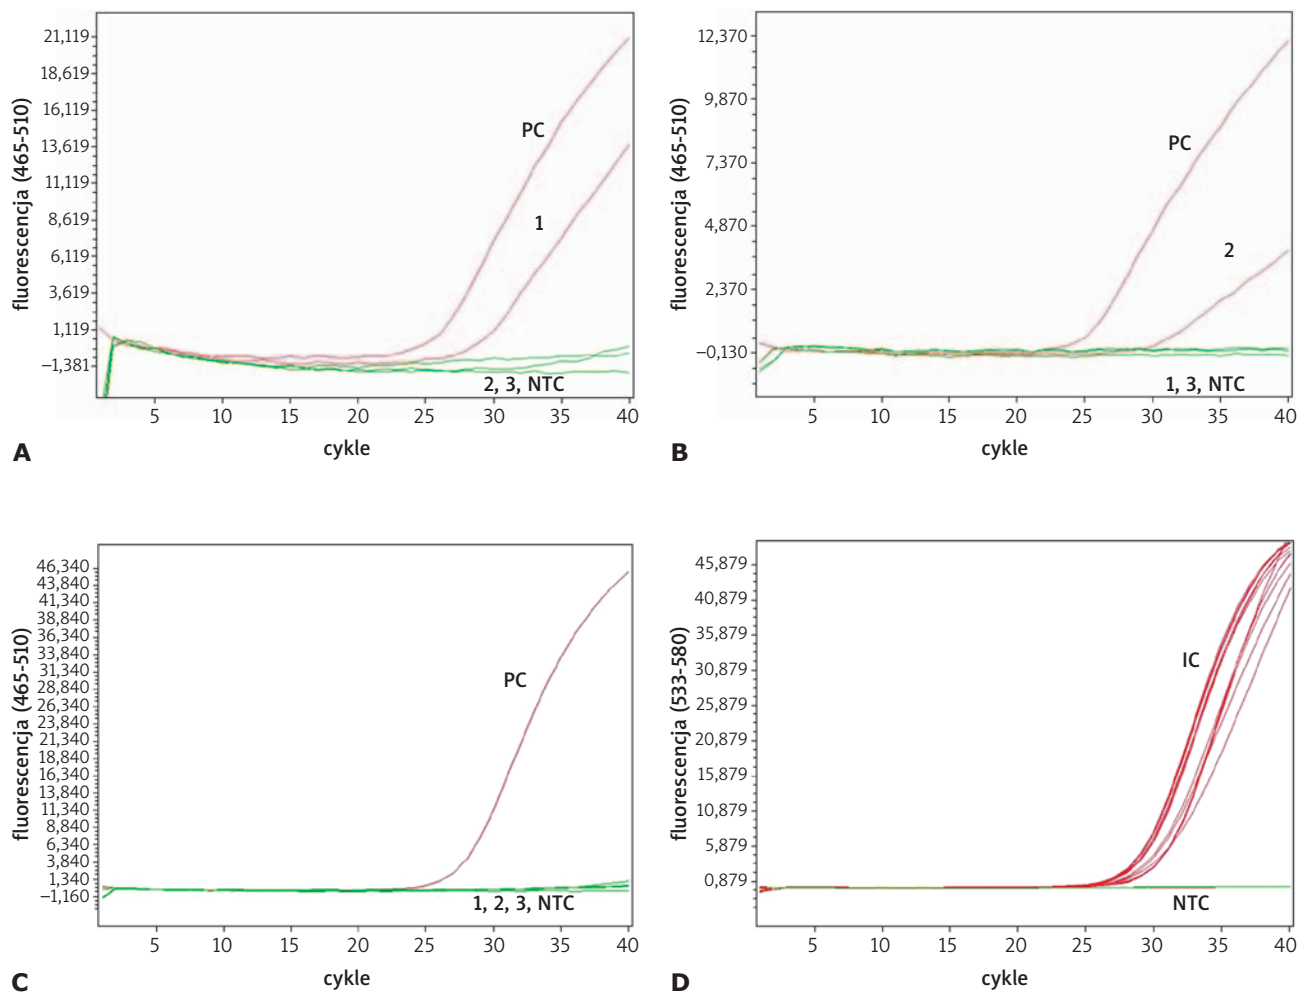 fluorescencja (465-510)
21,119
18,619
16,119
13,619
11,119
8,619
6,119
3,619
1,119
−1,381
PC
1
2, 3, NTC
5 10 15 20 25 30 35 40
cykle
A
fluorescencja (465-510)
12,370
9,870
7,370
4,870
2,370
−0,130
PC
2
1, 3, NTC
5 10 15 20 25 30 35 40
cykle
B
fluorescencja (465-510)
46,340
43,840
41,340
38,840
36,340
33,840
31,340
28,840
26,340
23,840
21,340
18,840
16,340
13,840
11,340
8,840
6,340
3,840
1,340
−1,160
PC
1, 2, 3, NTC
5 10 15 20 25 30 35 40
cykle
C
fluorescencja (533-580)
45,879
40,879
35,879
30,879
25,879
20,879
15,879
10,879
5,879
0,879
IC
NTC
5 10 15 20 25 30 35 40
cykle
D